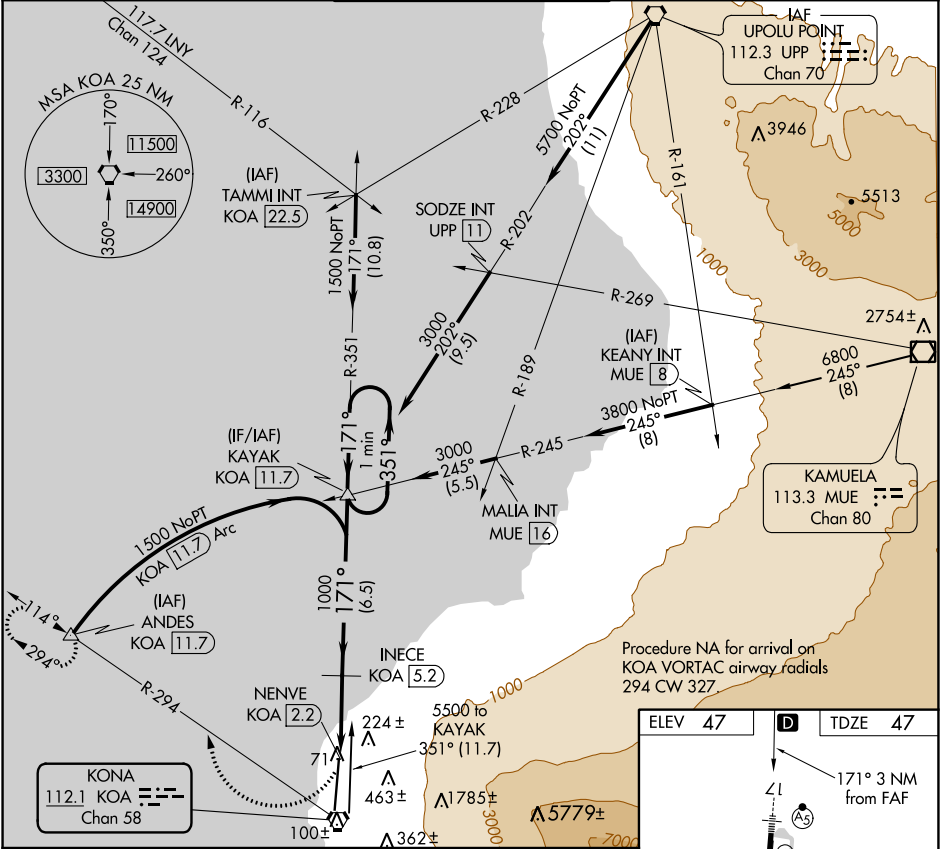 117.7 LNY
Chan 124
R-116
MSA KOA 25 NM
170°
11500
3300
260°
14900
350°
IAF
UPOLU POINT
112.3 UPP
Chan 70
R-228
5700 NoPT
202°
(11)
R-161
3946
5513
5000
3000
1000
(IAF)
TAMMI INT
KOA 22.5
SODZE INT
UPP 11
R-202
1500 NoPT
171°
(10.8)
R-269
2754±
3000
202°
(9.5)
R-189
(IAF)
KEANY INT
MUE 8
6800
245°
(8)
R-351
3800 NoPT
245°
(8)
171°
1 min
351°
(IF/IAF)
KAYAK
KOA 11.7
3000
245°
(5.5)
R-245
KAMUELA
113.3 MUE
Chan 80
MALIA INT
MUE 16
1500 NoPT
KOA 11.7 Arc
1000
171°
(6.5)
114°
294°
(IAF)
ANDES
KOA 11.7
R-294
Procedure NA for arrival on
KOA VORTAC airway radials
294 CW 327.
INECE
KOA 5.2
1000
NENVE
KOA 2.2
224±
5500 to
KAYAK
351° (11.7)
71
463±
1785±
5779±
3000
7000
KONA
112.1 KOA
Chan 58
100±
362±
ELEV 47
D
TDZE 47
171° 3 NM
from FAF
17
A5